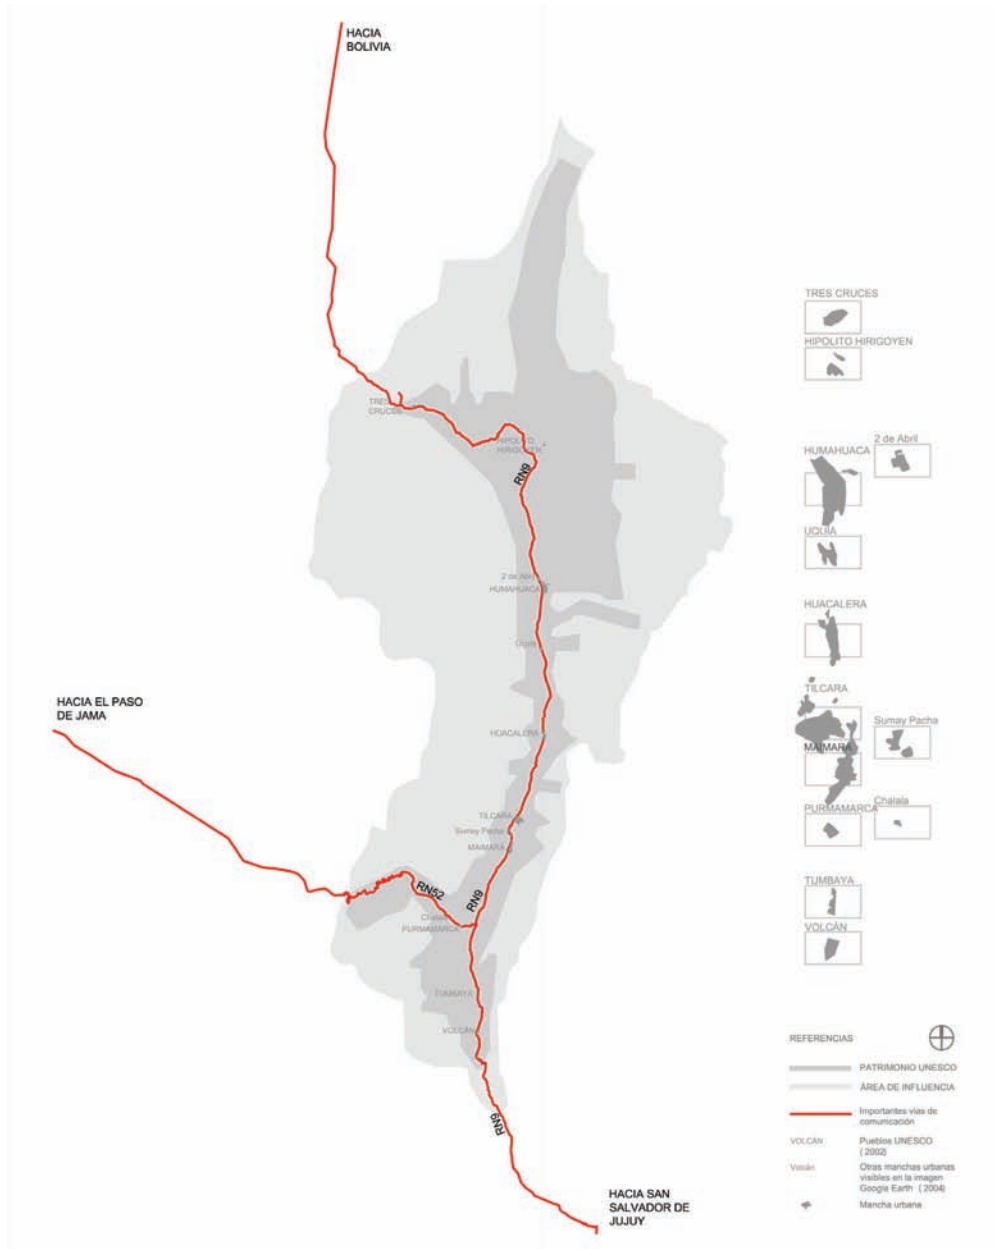 HACIA
BOLIVIA
TRES
CRUCES
HIPOLITO
HIRIGOYEN
RN9
2 de Abril
HUMAHUACA
Uquía
HUACALERA
HACIA EL PASO
DE JAMA
TILCARA
Sumay Pacha
MAIMARA
RN52
RN9
Chalala
PURMAMARCA
TUMBAYA
VOLCÁN
RN9
HACIA SAN
SALVADOR DE
JUJUY
TRES CRUCES
HIPOLITO HIRIGOYEN
HUMAHUACA
2 de Abril
UQUIA
HUACALERA
TILCARA
Sumay Pacha
MAIMARA
PURMAMARCA
Chalala
TUMBAYA
VOLCÁN
REFERENCIAS
PATRIMONIO UNESCO
ÁREA DE INFLUENCIA
Importantes vías de
comunicación
VOLCÁN
Pueblos UNESCO
( 2002)
Volcán
Otras manchas urbanas
visibles en la imagen
Google Earth ( 2004)
Mancha urbana